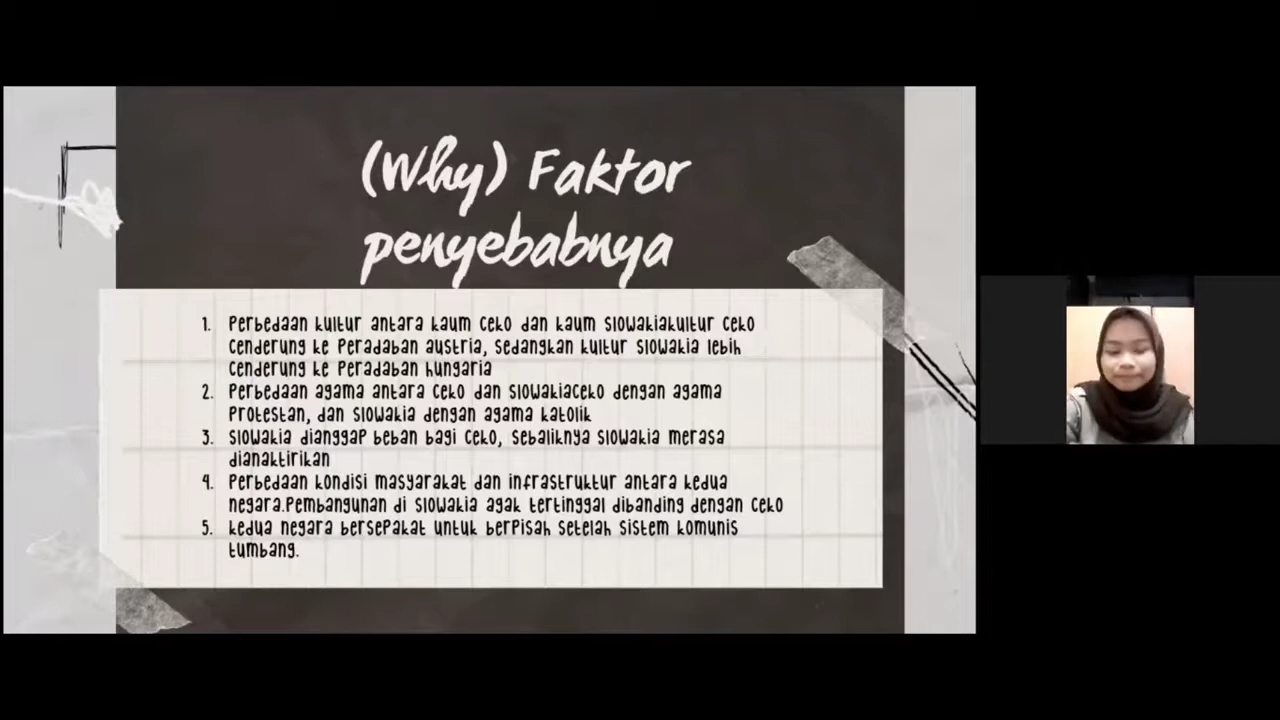 (Why) Faktor
penyebabnya
1. Perbedaan kultur antara kaum ceko dan kaum slowakiakultur ceko
cenderung ke Peradaban austria, sedangkan kultur slowakia lebih
cenderung ke Peradaban hungaria
2. Perbedaan agama antara ceko dan slowakiaceko dengan agama
Protestan, dan slowakia dengan agama katolik
3. slowakia dianggap beban bagi ceko, sebaliknya slowakia merasa
dianaktirikan
4. Perbedaan kondisi masyarakat dan infrastruktur antara kedua
negara.Pembangunan di slowakia agak tertinggal dibanding dengan ceko
5. kedua negara bersepakat untuk berpisah setelah sistem komunis
tumbang.